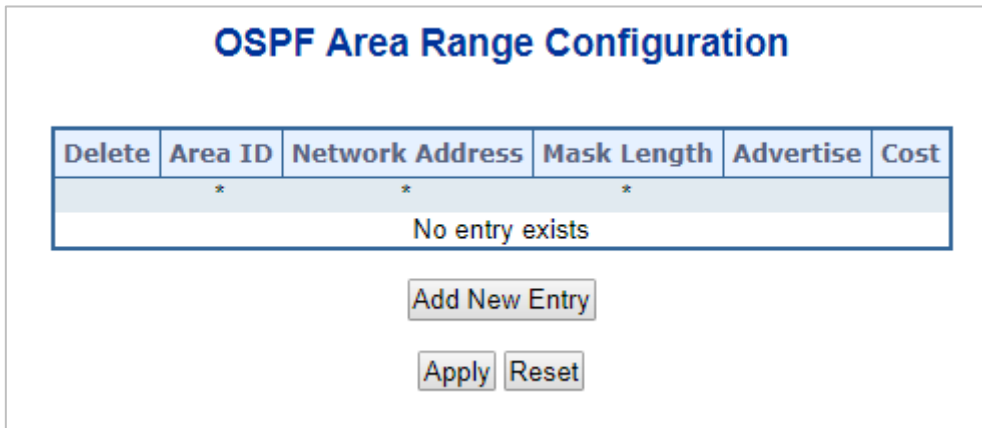 OSPF Area Range Configuration
Delete Area ID Network Address Mask Length Advertise Cost
* * *
No entry exists
Add New Entry
Apply Reset